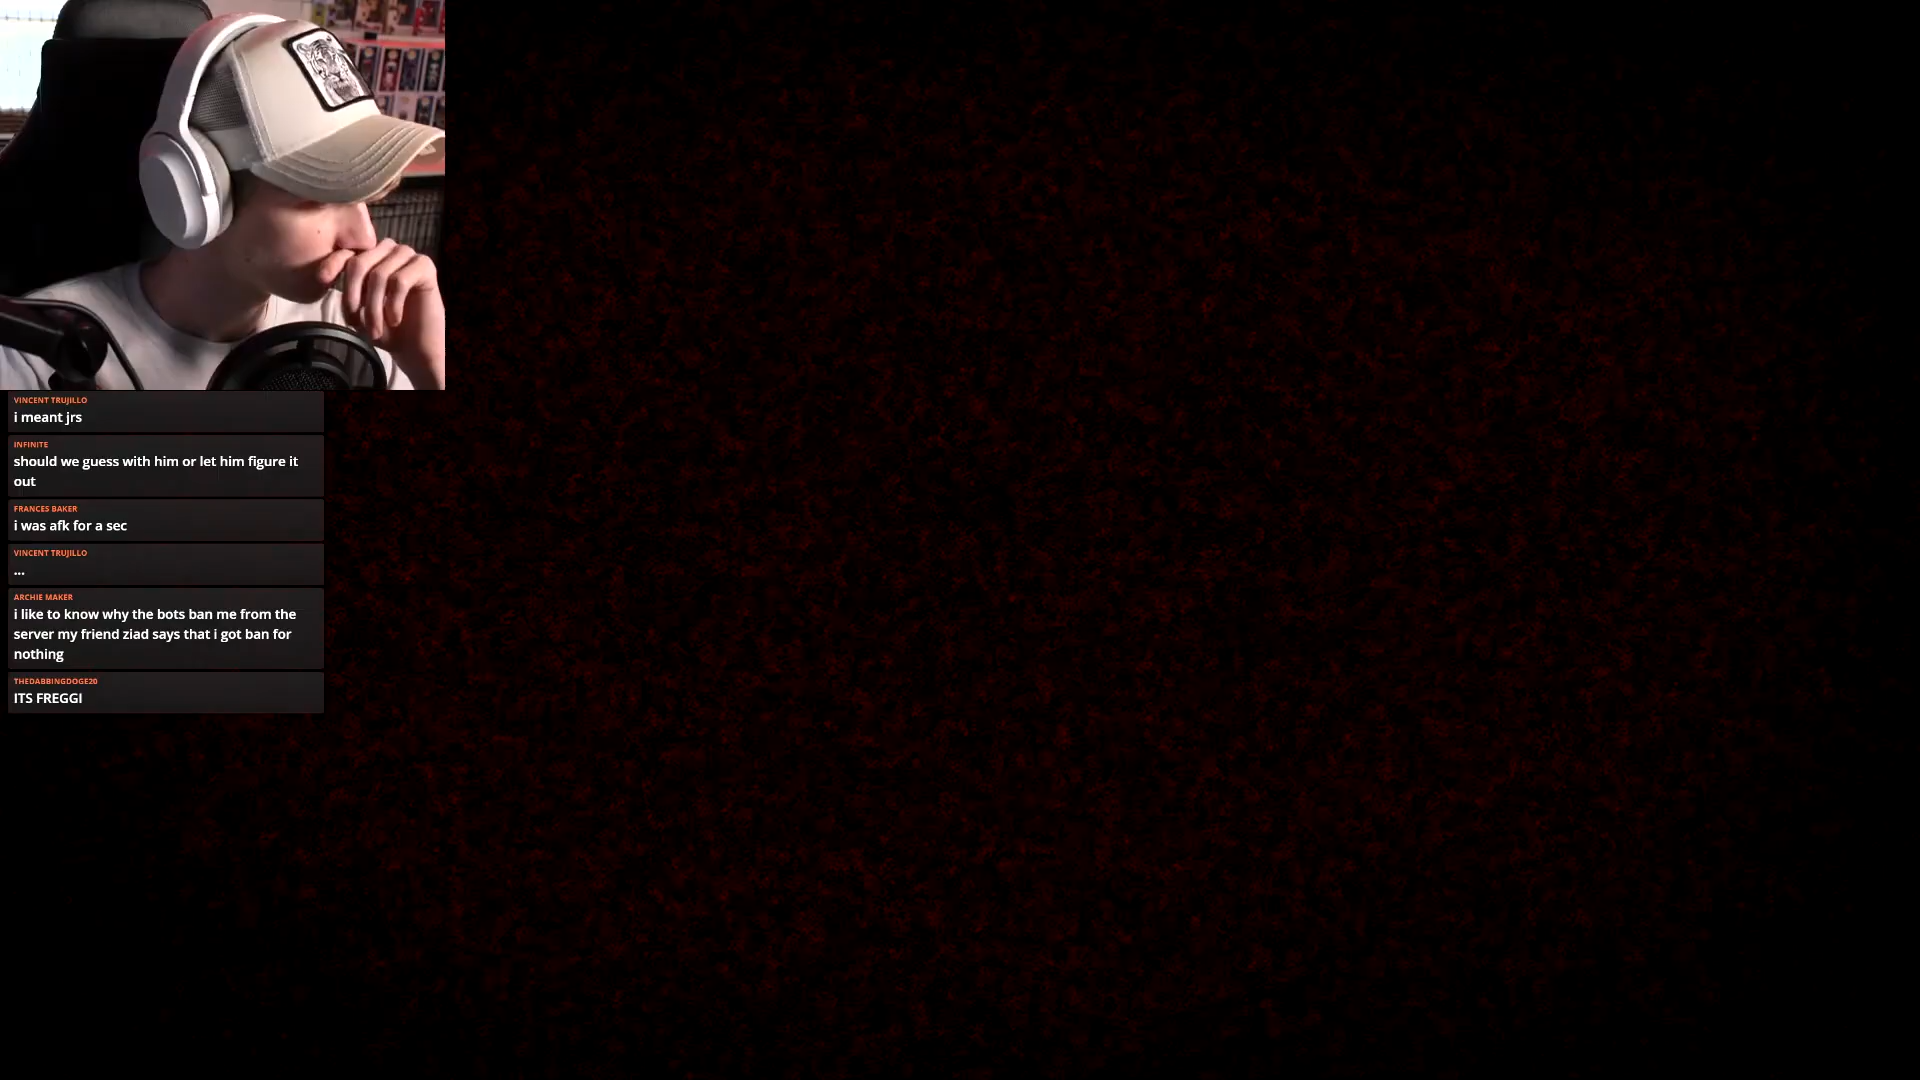 VINCENT TRUJILLO
i meant jrs
INFINITE
should we guess with him or let him figure it
out
FRANCES BAKER
i was afk for a sec
VINCENT TRUJILLO
...
ARCHIE MAKER
i like to know why the bots ban me from the
server my friend ziad says that i got ban for
nothing
THEDABBINGDOGE20
ITS FREGGI